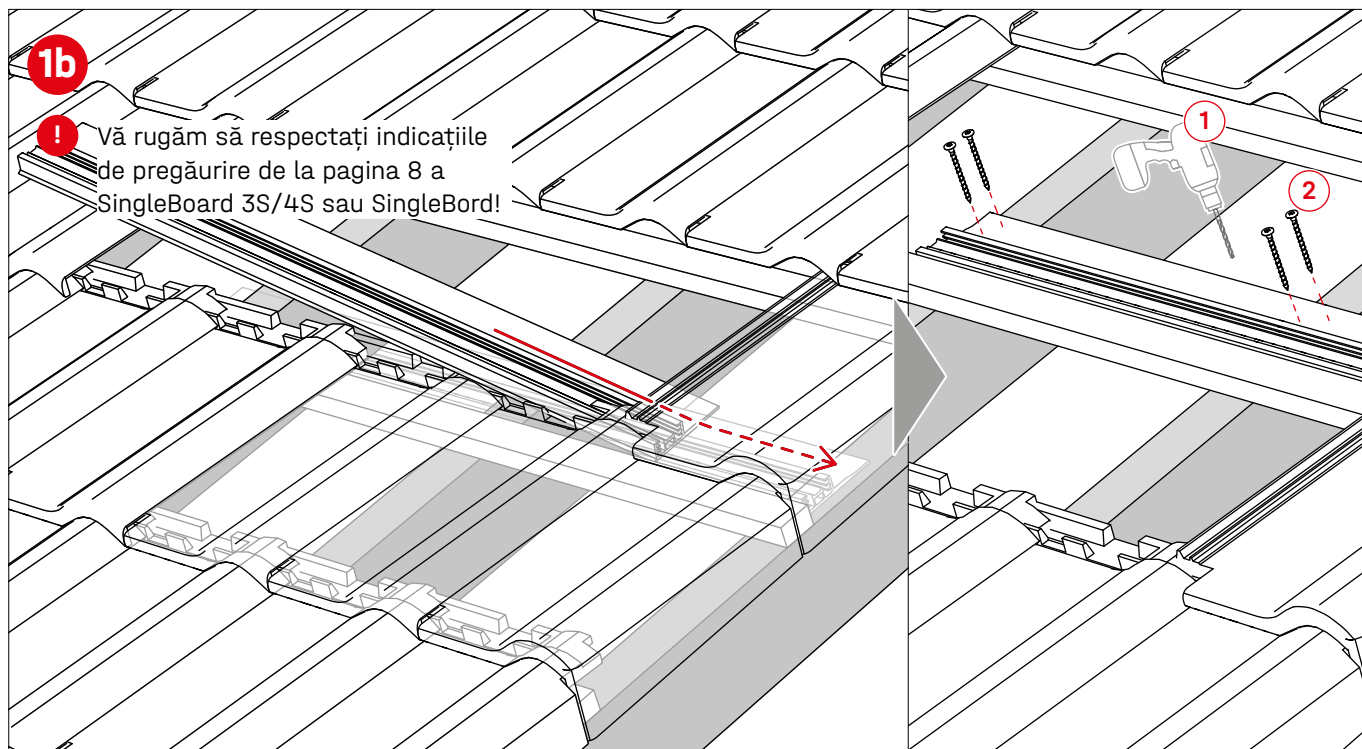 1b
! Vă rugăm să respectați indicațiile
de pregăurire de la pagina 8 a
SingleBoard 3S/4S sau SingleBord!
1
2